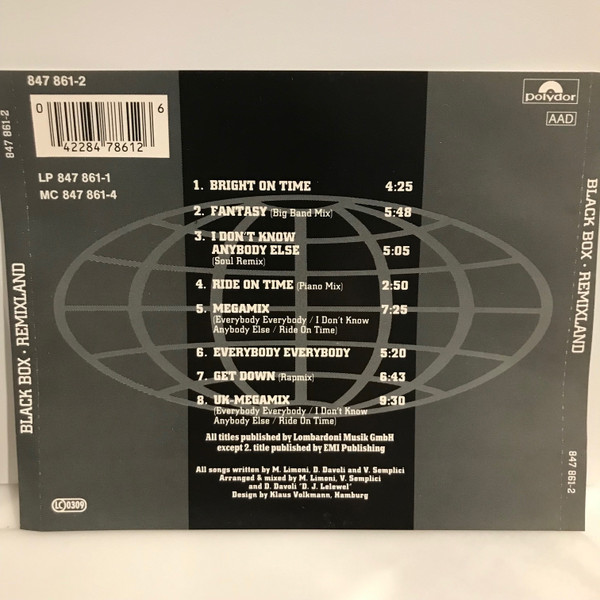 847 861-2
0 6
42284 78612
LP 847 861-1
MC 847 861-4
polydor
AAD
1. BRIGHT ON TIME 4:25
2. FANTASY (Big Band Mix) 5:48
3. I DON'T KNOW
ANYBODY ELSE 5:05
(Soul Remix)
4. RIDE ON TIME (Piano Mix) 2:50
5. MEGAMIX 7:25
(Everybody Everybody / I Don't Know
Anybody Else / Ride On Time)
6. EVERYBODY EVERYBODY 5:20
7. GET DOWN (Rapmix) 6:43
8. UK-MEGAMIX 9:30
(Everybody Everybody / I Don't Know
Anybody Else / Ride On Time)
All titles published by Lombardoni Musik GmbH
except 2. title published by EMI Publishing
All songs written by M. Limoni, D. Davoli and V. Semplici
Arranged & mixed by M. Limoni, V. Semplici
and D. Davoli "D. J. Lelewel"
Design by Klaus Volkmann, Hamburg
LC 0309
847 861-2
BLACK BOX · REMIXLAND
BLACK BOX · REMIXLAND
847 861-2